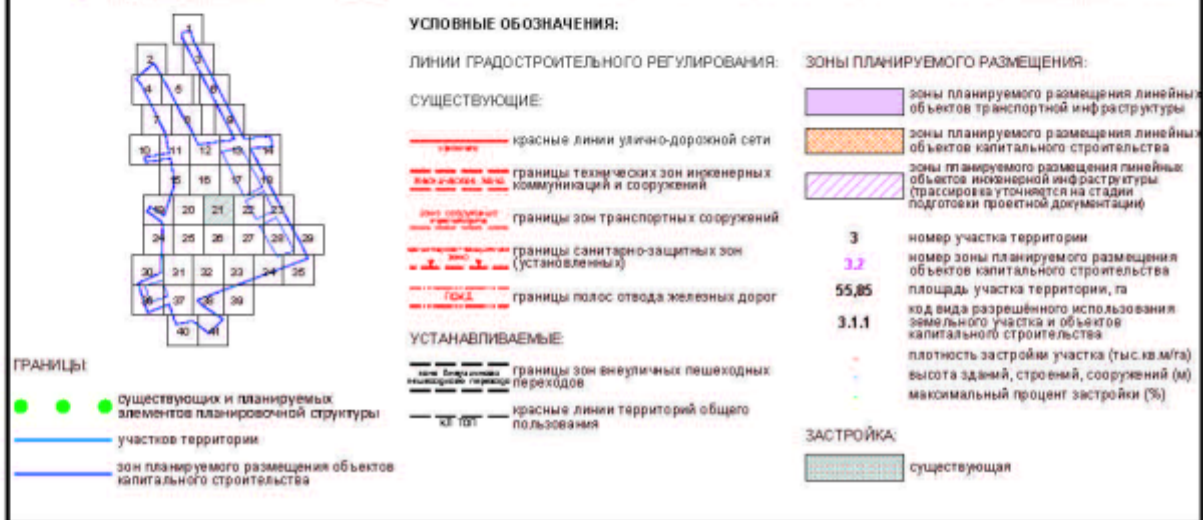 УСЛОВНЫЕ ОБОЗНАЧЕНИЯ:
ЛИНИИ ГРАДОСТРОИТЕЛЬНОГО РЕГУЛИРОВАНИЯ:
СУЩЕСТВУЮЩИЕ:
красные линии улично-дорожной сети
границы технических зон инженерных
коммуникаций и сооружений
границы зон транспортных сооружений
границы санитарно-защитных зон
(установленных)
ПОЖД
границы полос отвода железных дорог
УСТАНАВЛИВАЕМЫЕ:
границы зон внеуличных пешеходных
переходов
КЛ ТОП
красные линии территорий общего
пользования
ЗОНЫ ПЛАНИРУЕМОГО РАЗМЕЩЕНИЯ:
зоны планируемого размещения линейных
объектов транспортной инфраструктуры
зоны планируемого размещения линейных
объектов капитального строительства
зоны планируемого размещения линейных
объектов инженерной инфраструктуры
(трассировка уточняется на стадии
подготовки проектной документации)
3 номер участка территории
3.2 номер зоны планируемого размещения
объектов капитального строительства
55,85 площадь участка территории, га
3.1.1 код вида разрешённого использования
земельного участка и объектов
капитального строительства
плотность застройки участка (тыс.кв.м/га)
высота зданий, строений, сооружений (м)
максимальный процент застройки (%)
ЗАСТРОЙКА:
существующая
1
2 3
4 5 6
7 8 9
10 11 12 13 14
15 16 17 18
19 20 21 22 23
24 25 26 27 28 29
30 31 32 33 34 35
36 37 38 39
40 41
ГРАНИЦЫ:
существующих и планируемых
элементов планировочной структуры
участков территории
зон планируемого размещения объектов
капитального строительства